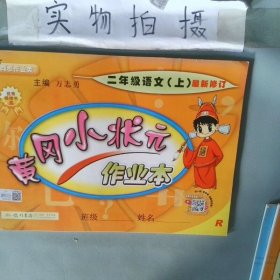 实物拍摄
主编 万志勇
二年级语文(上) 最新修订
黄冈小状元
作业本
班级
姓名
R